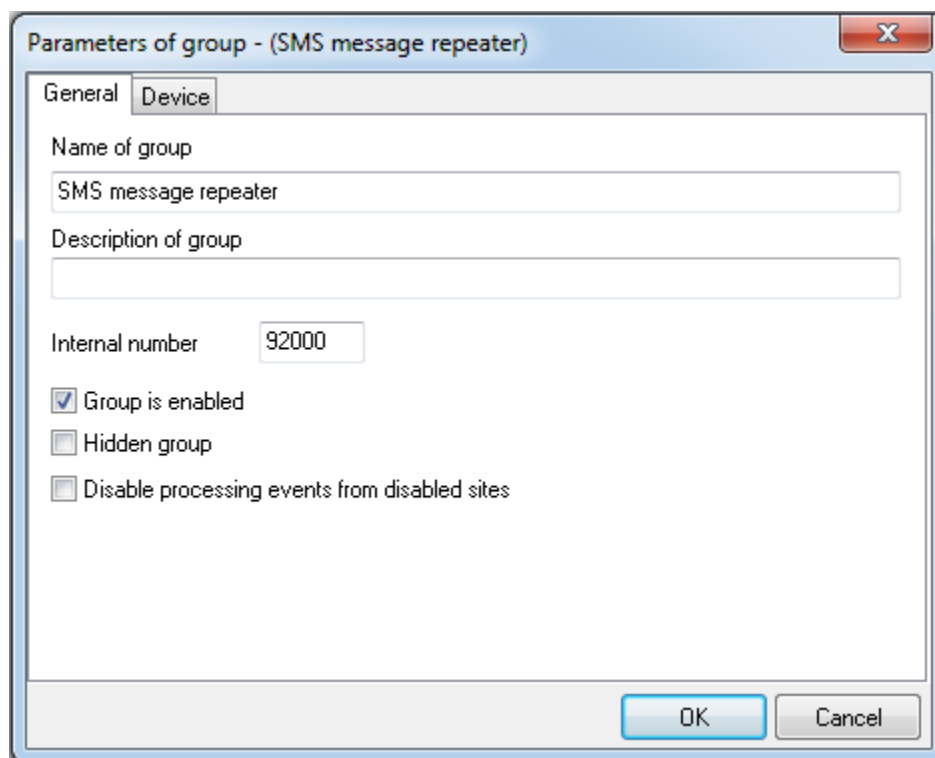 Parameters of group - (SMS message repeater)
General Device
Name of group
SMS message repeater
Description of group
Internal number 92000
Group is enabled
Hidden group
Disable processing events from disabled sites
OK Cancel